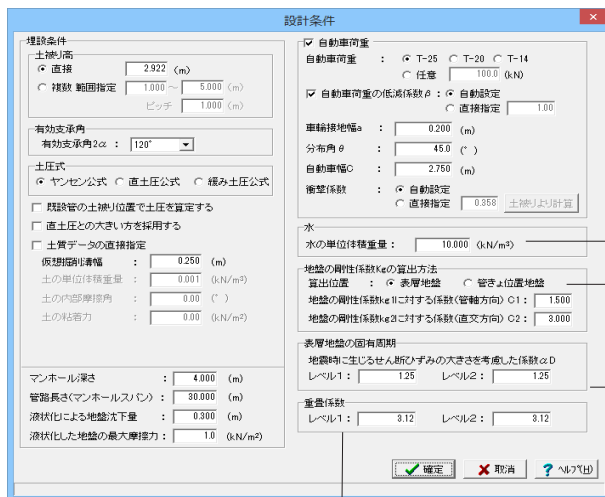 設計条件
埋設条件
土被り高
直接 2.922 (m)
複数 範囲指定 1.000 ～ 5.000 (m)
ピッチ 1.000 (m)
有効支承角
有効支承角2α : 120°
土圧式
ヤンセン公式 直土圧公式 緩み土圧公式
既設管の土被り位置で土圧を算定する
直土圧との大きい方を採用する
土質データの直接指定
仮想掘削溝幅 : 0.250 (m)
土の単位体積重量 : 0.001 (kN/m³)
土の内部摩擦角 : 0.00 (°)
土の粘着力 : 0.00 (kN/m²)
マンホール深さ : 4.000 (m)
管路長さ(マンホールスパン) : 30.000 (m)
液状化による地盤沈下量 : 0.300 (m)
液状化した地盤の最大摩擦力 : 1.0 (kN/m²)
自動車荷重
自動車荷重 : T-25 T-20 T-14
任意 100.0 (kN)
自動車荷重の低減係数β : 自動設定
直接指定 1.00
車輪接地幅a : 0.200 (m)
分布角θ : 45.0 (°)
自動車幅C : 2.750 (m)
衝撃係数 : 自動設定
直接指定 0.358 土被りより計算
水
水の単位体積重量 : 10.000 (kN/m³)
地盤の剛性係数Kgの算出方法
算出位置 : 表層地盤 管きょ位置地盤
地盤の剛性係数kg1に対する係数(管軸方向) C1 : 1.500
地盤の剛性係数kg2に対する係数(直交方向) C2 : 3.000
表層地盤の固有周期
地震時に生じるせん断ひずみの大きさを考慮した係数αD
レベル1 : 1.25 レベル2 : 1.25
重畳係数
レベル1 : 3.12 レベル2 : 3.12
確定 取消 ヘルプ(H)